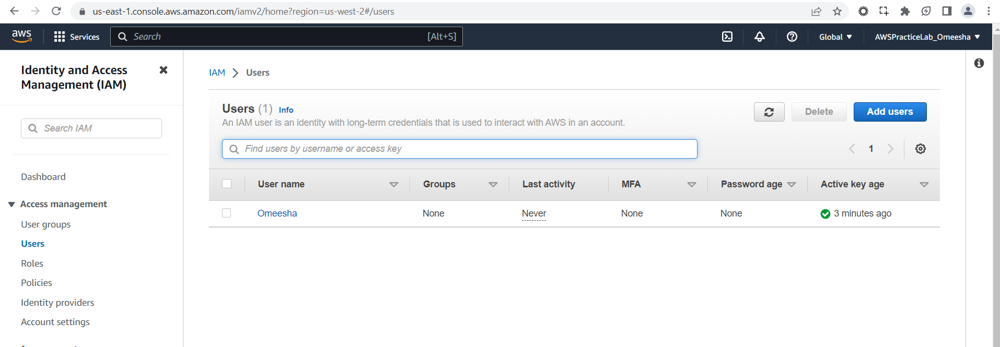 us-east-1.console.aws.amazon.com/iamv2/home?region=us-west-2#/users
aws Services Search [Alt+S] Global AWSPracticeLab_Omeesha
Identity and Access
Management (IAM)
Search IAM
Dashboard
Access management
User groups
Users
Roles
Policies
Identity providers
Account settings
IAM Users
Users (1) Info
An IAM user is an identity with long-term credentials that is used to interact with AWS in an account.
Delete Add users
Find users by username or access key
1
User name Groups Last activity MFA Password age Active key age
Omeesha None Never None None 3 minutes ago